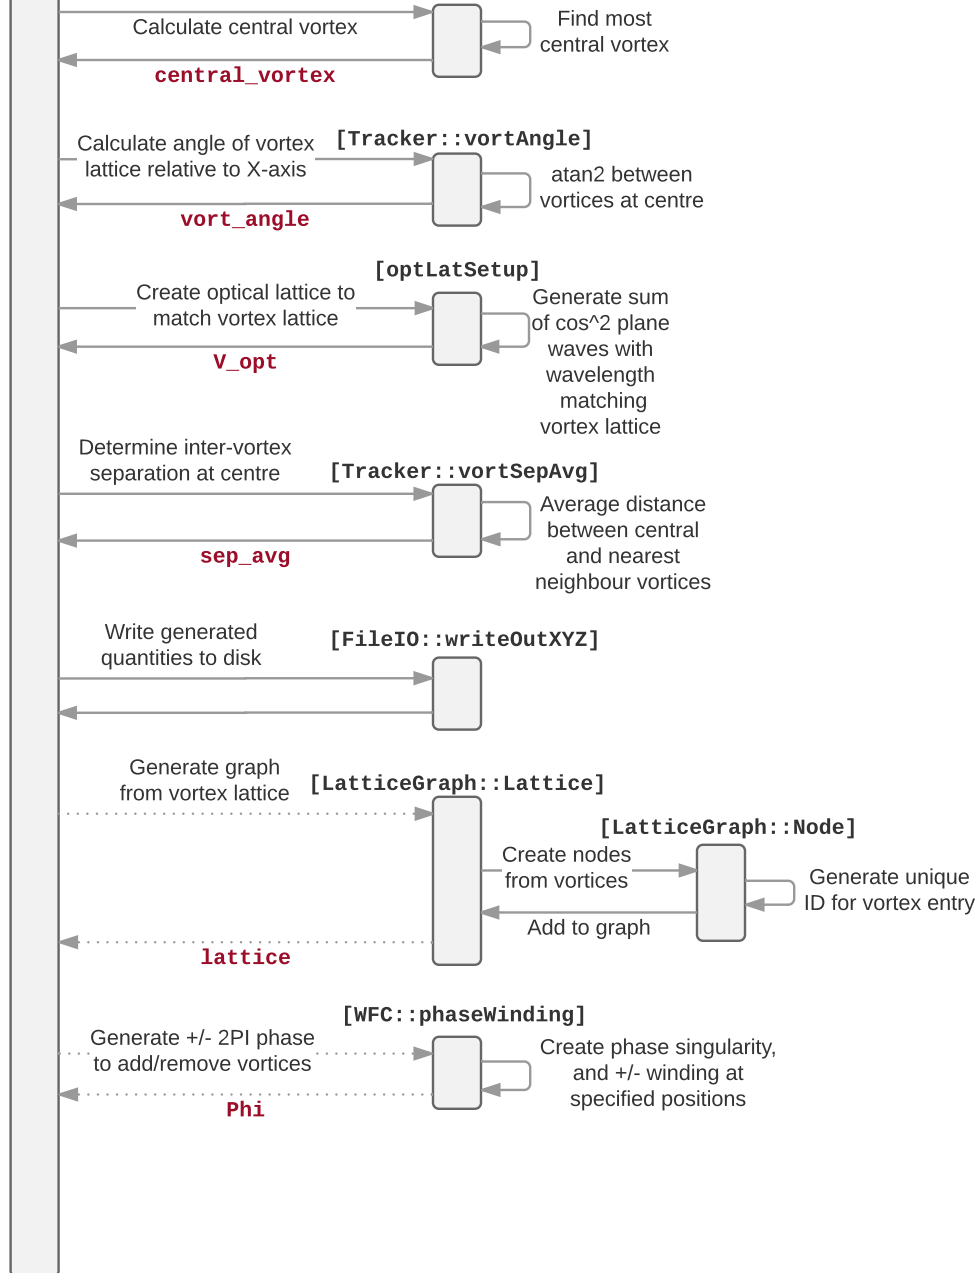 Calculate central vortex
Find most
central vortex
central_vortex
[Tracker::vortAngle]
Calculate angle of vortex
lattice relative to X-axis
atan2 between
vortices at centre
vort_angle
[optLatSetup]
Create optical lattice to
match vortex lattice
Generate sum
of cos^2 plane
waves with
wavelength
matching
vortex lattice
V_opt
Determine inter-vortex
separation at centre
[Tracker::vortSepAvg]
Average distance
between central
and nearest
neighbour vortices
sep_avg
Write generated
quantities to disk
[FileIO::writeOutXYZ]
Generate graph
from vortex lattice
[LatticeGraph::Lattice]
[LatticeGraph::Node]
Create nodes
from vortices
Generate unique
ID for vortex entry
Add to graph
lattice
[WFC::phaseWinding]
Generate +/- 2PI phase
to add/remove vortices
Create phase singularity,
and +/- winding at
specified positions
Phi